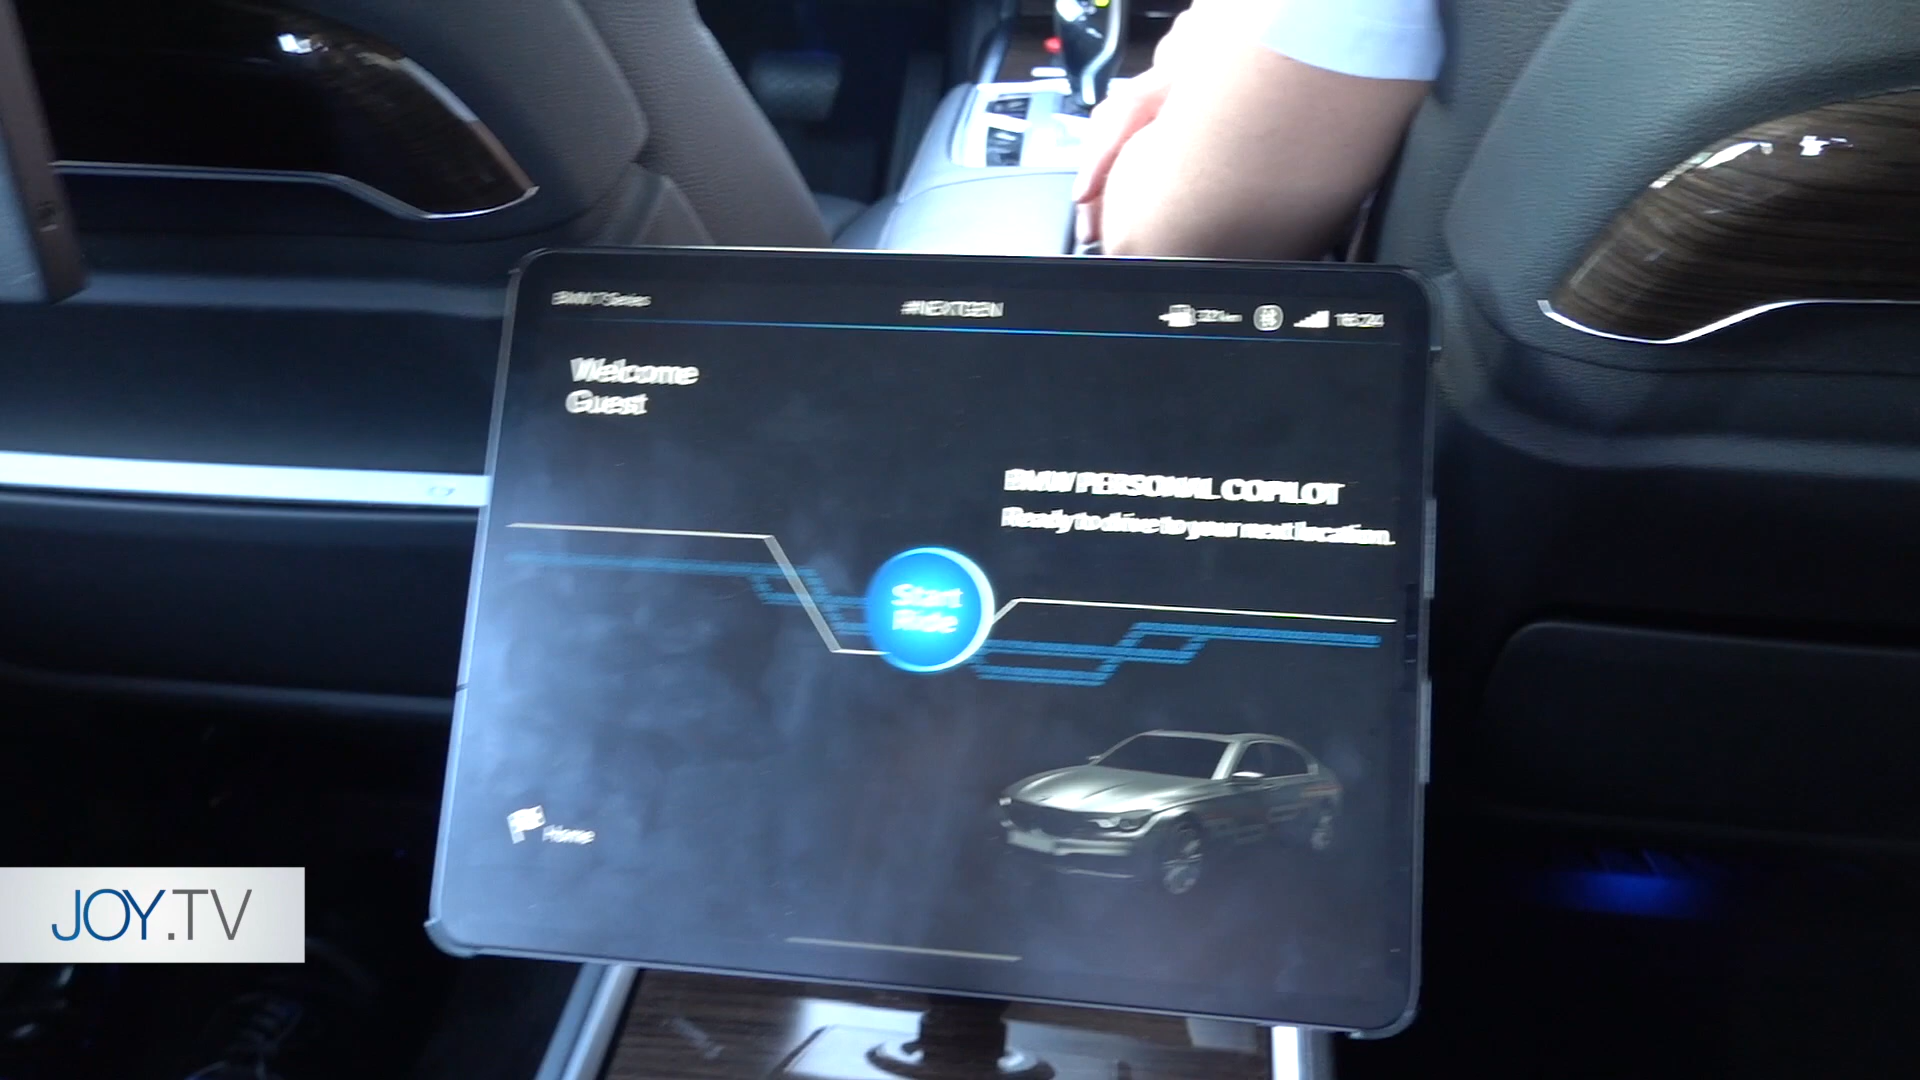 BMW 7 Series
#NEXTGEN
Welcome
Guest
BMW PERSONAL COPILOT
Ready to drive to your next location.
Start
Ride
Home
JOY.TV